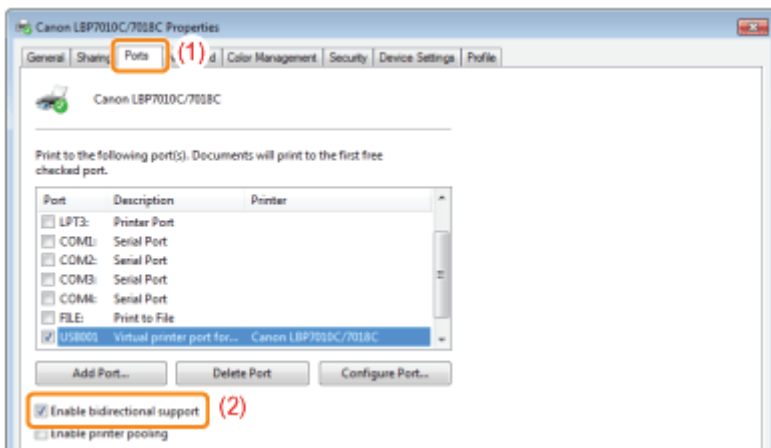 Canon LBP7010C/7018C Properties
General Sharing Ports (1) d Color Management Security Device Settings Profile
Canon LBP7010C/7018C
Print to the following port(s). Documents will print to the first free
checked port.
Port Description Printer
LPT3: Printer Port
COM1: Serial Port
COM2: Serial Port
COM3: Serial Port
COM4: Serial Port
FILE: Print to File
USB001 Virtual printer port for... Canon LBP7010C/7018C
Add Port... Delete Port Configure Port...
Enable bidirectional support (2)
Enable printer pooling